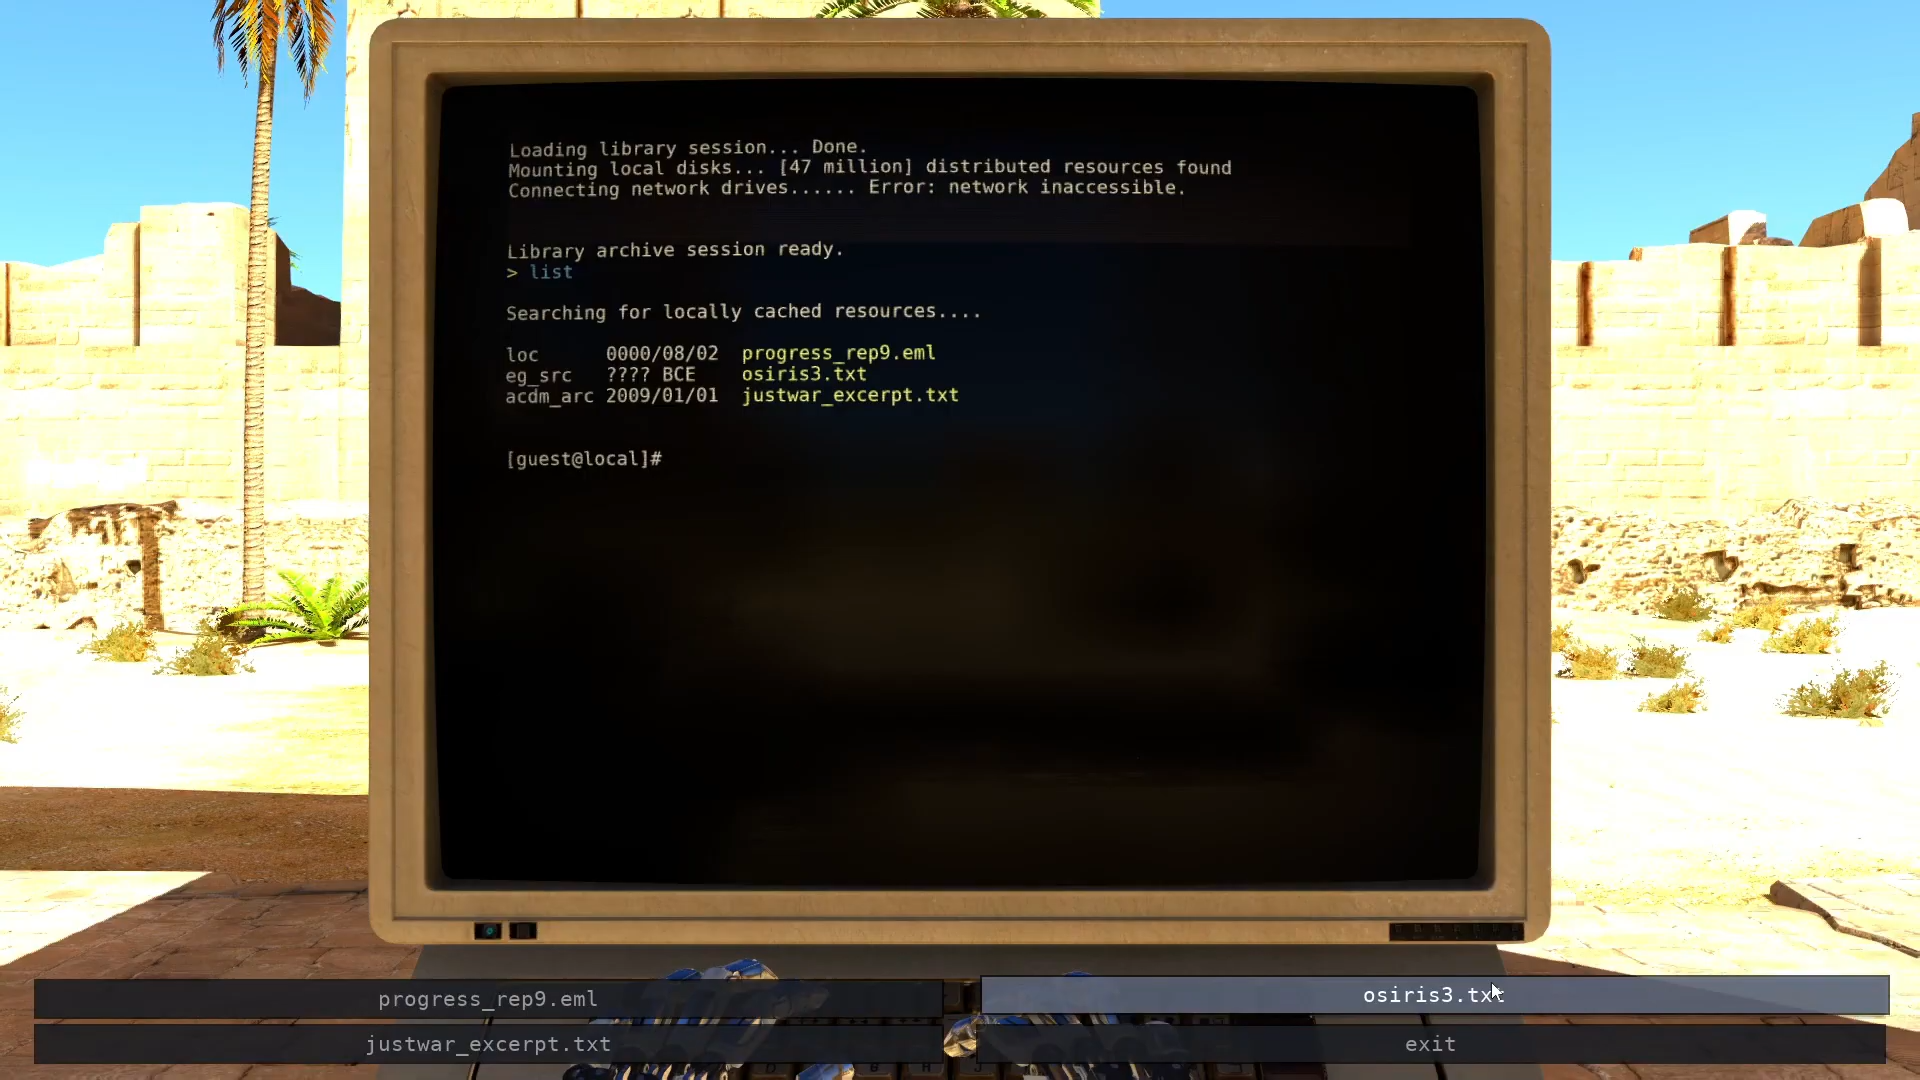 Loading library session... Done.
Mounting local disks... [47 million] distributed resources found
Connecting network drives...... Error: network inaccessible.
Library archive session ready.
> list
Searching for locally cached resources....
loc 0000/08/02 progress_rep9.eml
eg_src ???? BCE osiris3.txt
acdm_arc 2009/01/01 justwar_excerpt.txt
[guest@local]#
progress_rep9.eml
osiris3.txt
justwar_excerpt.txt
exit